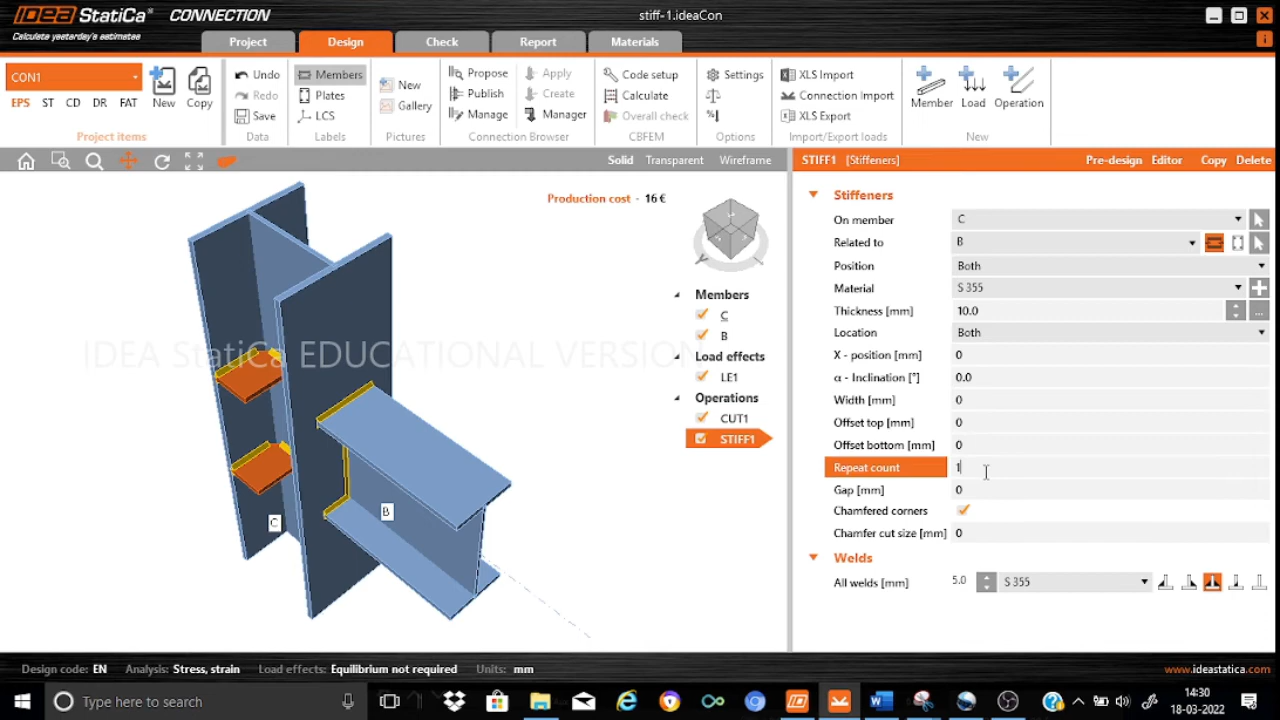 IDEA StatiCa® CONNECTION
Calculate yesterday's estimates
stiff-1.ideaCon
Project Design Check Report Materials
CON1
EPS ST CD DR FAT
New Copy
Project items
Undo
Redo
Save
Data
Members
Plates
LCS
Labels
New
Gallery
Pictures
Propose
Publish
Manage
Apply
Create
Manager
Connection Browser
Code setup
Calculate
Overall check
CBFEM
Settings
Options
XLS Import
Connection Import
XLS Export
Import/Export loads
Member Load Operation
New
Solid Transparent Wireframe
Production cost - 16 €
IDEA StatiCa EDUCATIONAL VERSION
C
B
Members
C
B
Load effects
LE1
Operations
CUT1
STIFF1
STIFF1 [Stiffeners]
Pre-design Editor Copy Delete
Stiffeners
On member C
Related to B
Position Both
Material S 355
Thickness [mm] 10.0
Location Both
X - position [mm] 0
α - Inclination [°] 0.0
Width [mm] 0
Offset top [mm] 0
Offset bottom [mm] 0
Repeat count 1
Gap [mm] 0
Chamfered corners
Chamfer cut size [mm] 0
Welds
All welds [mm] 5.0 S 355
Design code: EN Analysis: Stress, strain Load effects: Equilibrium not required Units: mm
www.ideastatica.com
Type here to search
14:30
18-03-2022